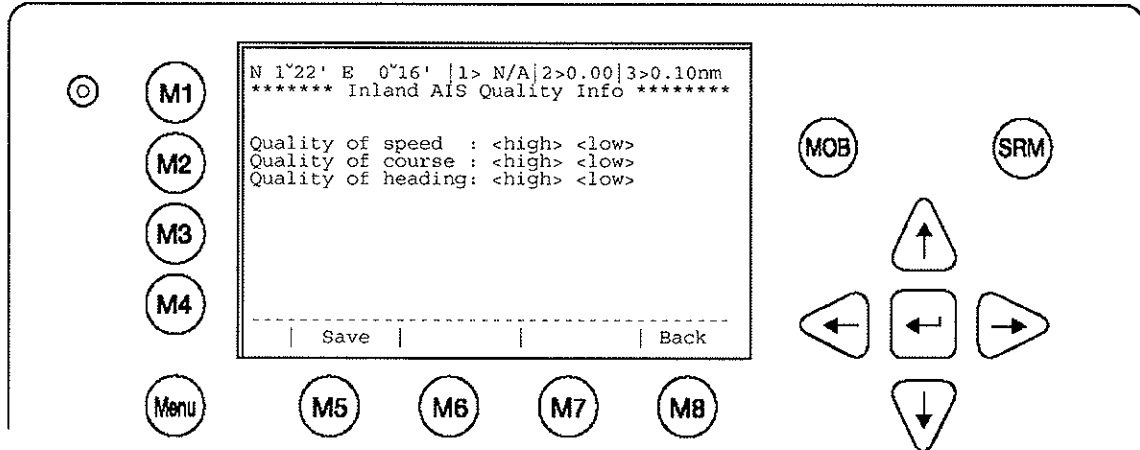 N 1˘22' E 0˘16' |1> N/A|2>0.00|3>0.10nm
******* Inland AIS Quality Info ********
Quality of speed : <high> <low>
Quality of course : <high> <low>
Quality of heading: <high> <low>
| Save | | | Back
M1
M2
M3
M4
Menu
M5
M6
M7
M8
MOB
SRM